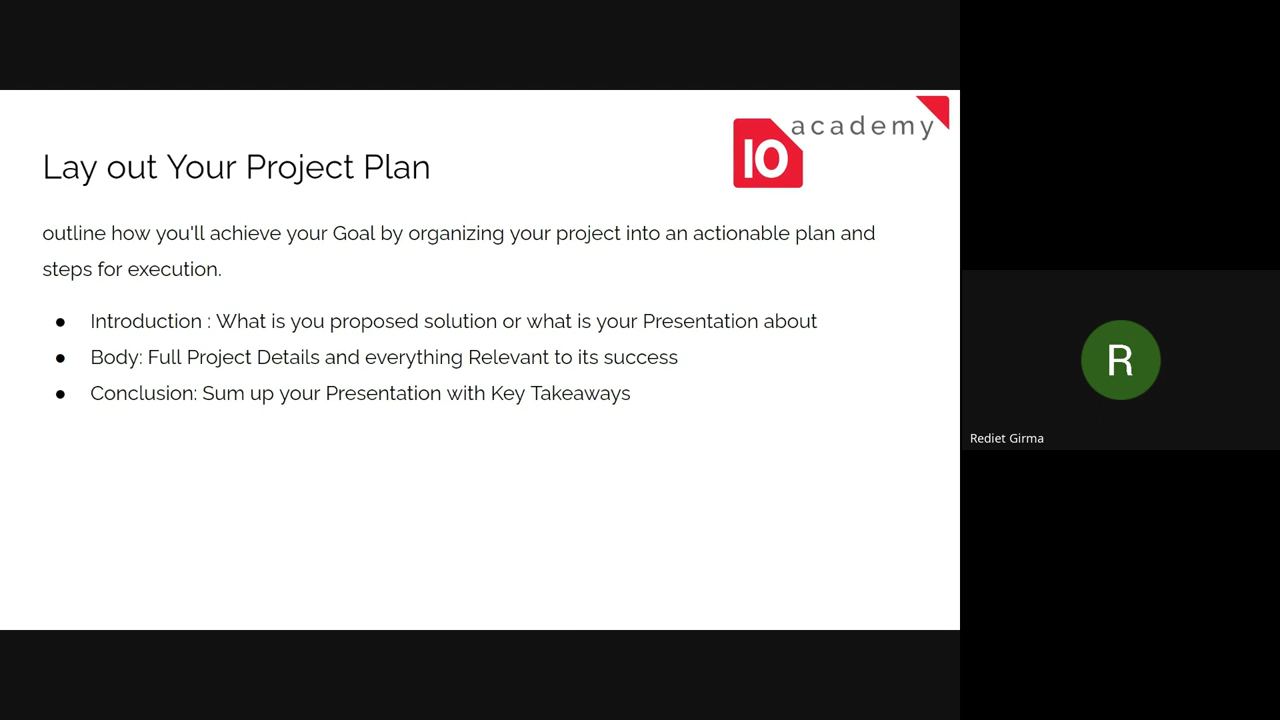 academy
10
Lay out Your Project Plan
outline how you'll achieve your Goal by organizing your project into an actionable plan and
steps for execution.
● Introduction : What is you proposed solution or what is your Presentation about
● Body: Full Project Details and everything Relevant to its success
● Conclusion: Sum up your Presentation with Key Takeaways
R
Rediet Girma